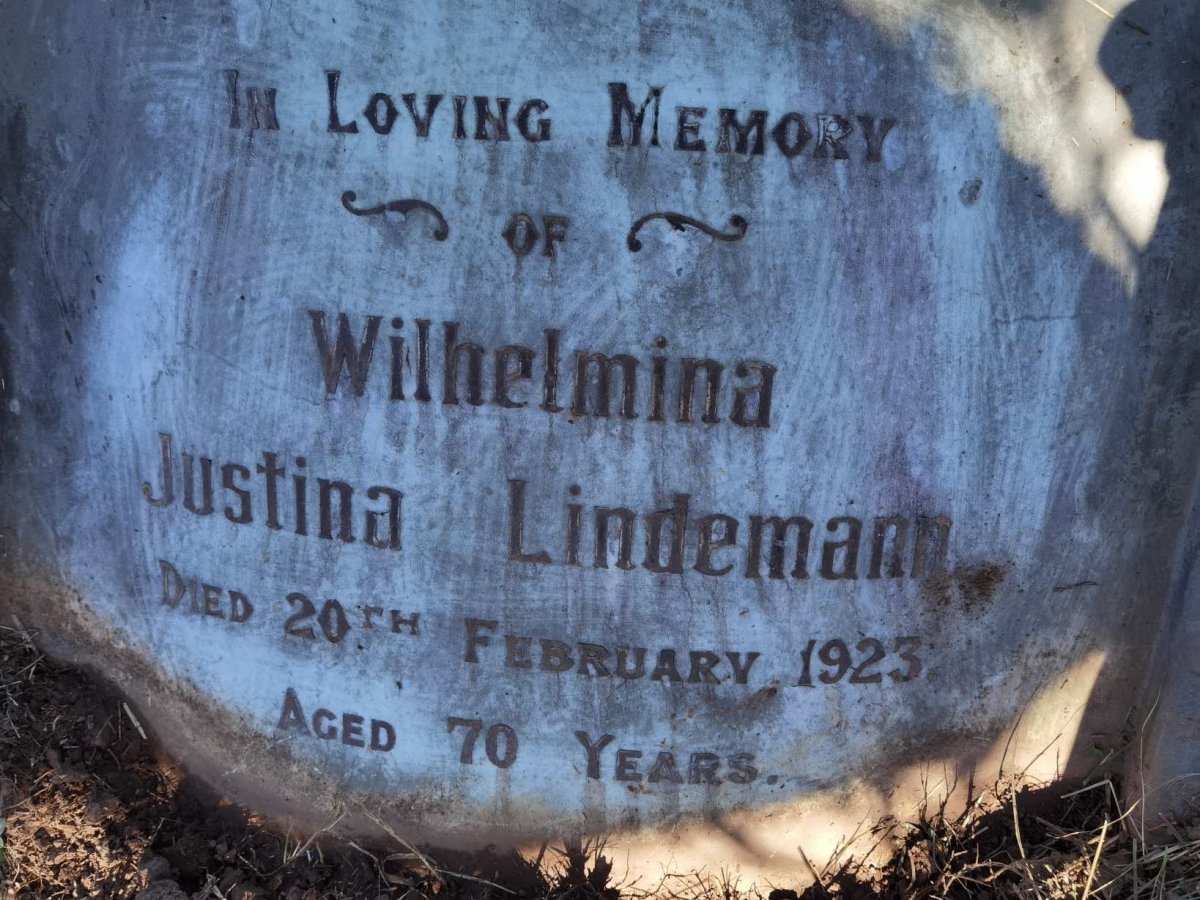 In Loving Memory
OF
Wilhelmina
Justina Lindemann
Died 20TH February 1923.
Aged 70 Years.